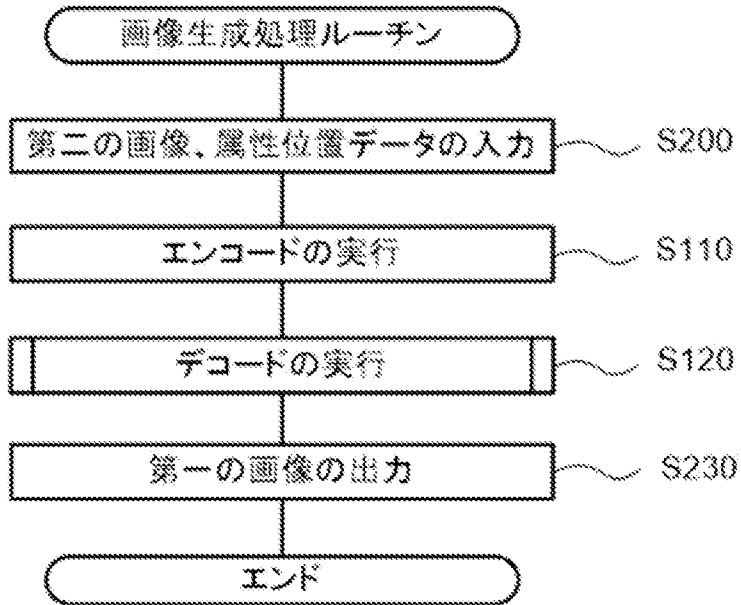 画像生成処理ルーチン
第二の画像、属性位置データの入力 S200
エンコードの実行 S110
デコードの実行 S120
第一の画像の出力 S230
エンド